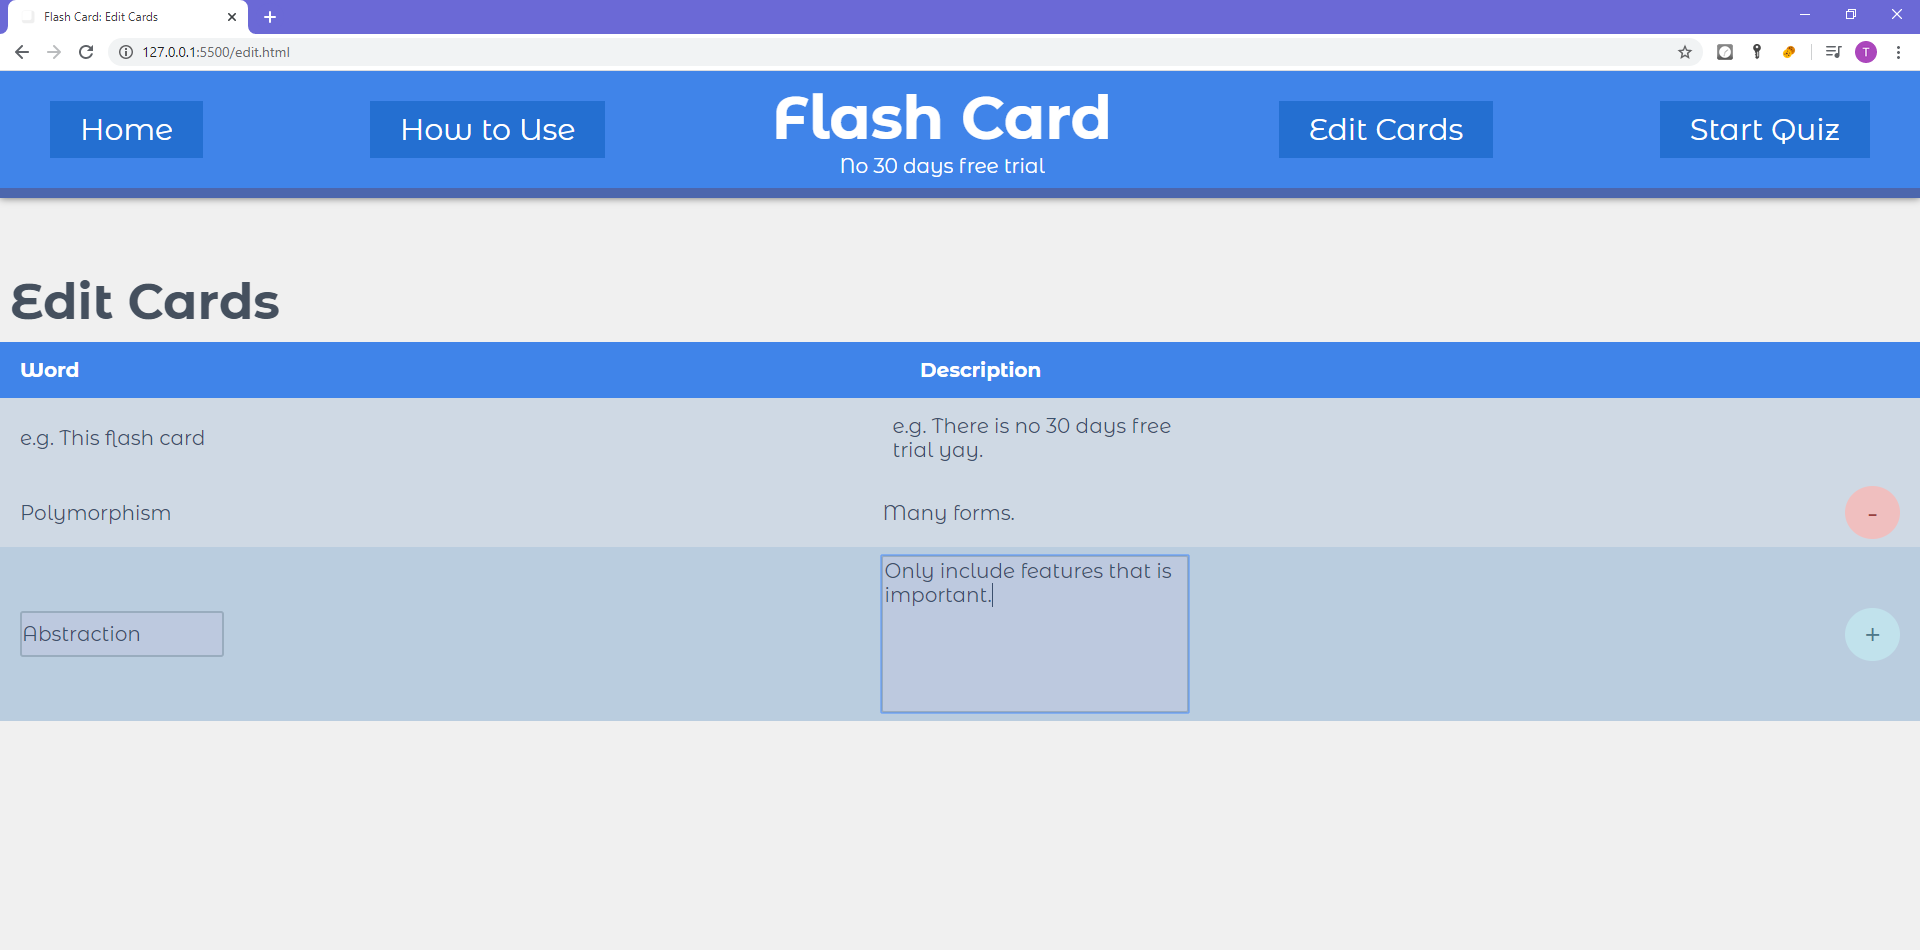 Flash Card: Edit Cards
127.0.0.1:5500/edit.html
T
Home
How to Use
Flash Card
No 30 days free trial
Edit Cards
Start Quiz
Edit Cards
Word
Description
e.g. This flash card
e.g. There is no 30 days free
trial yay.
Polymorphism
Many forms.
-
Abstraction
Only include features that is
important.
+